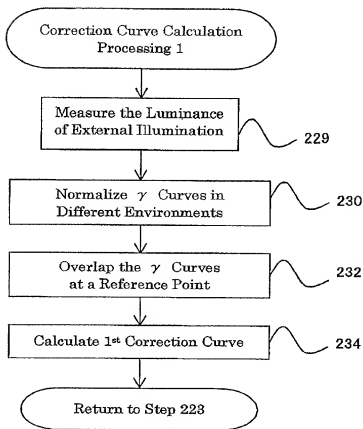 Correction Curve Calculation
Processing 1
Measure the Luminance
of External Illumination
229
Normalize γ Curves in
Different Environments
230
Overlap the γ Curves
at a Reference Point
232
Calculate 1st Correction Curve
234
Return to Step 223